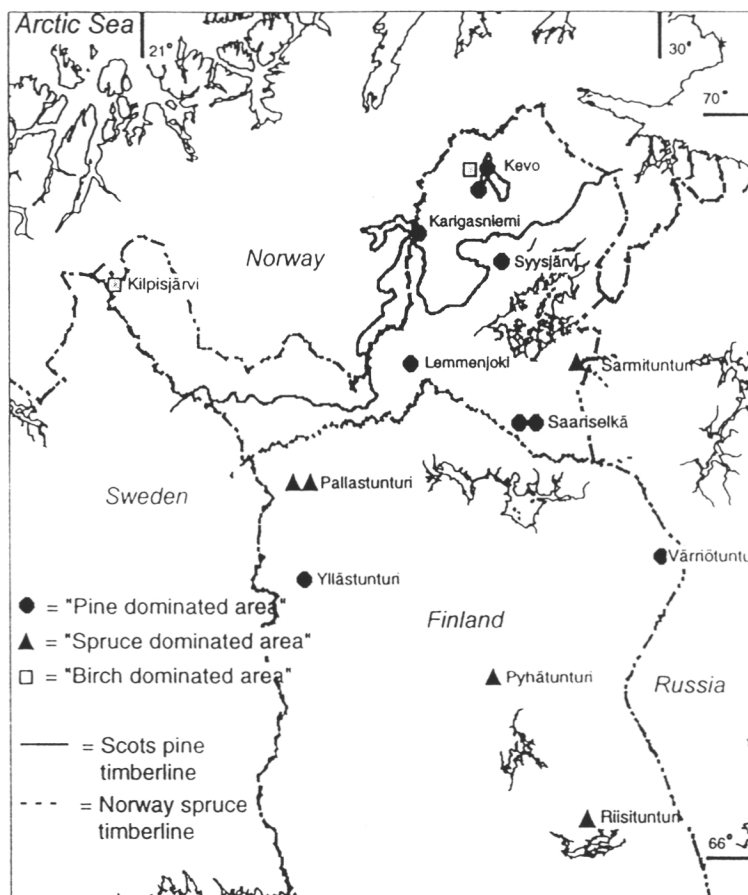 Arctic Sea
21°
30°
70°
Kevo
Karigasniemi
Norway
Syysjärvi
Kilpisjärvi
Lemmenjoki
Sarmitunturi
Saariselkä
Pallastunturi
Sweden
Värriötuntu
Yllästunturi
= "Pine dominated area"
Finland
= "Spruce dominated area"
= "Birch dominated area"
Pyhätunturi
Russia
= Scots pine
timberline
= Norway spruce
timberline
Riisitunturi
66°